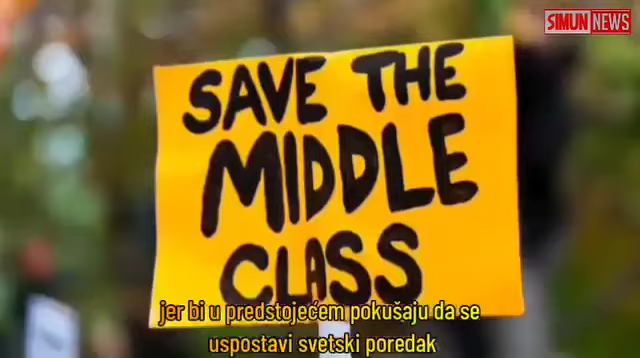 SIMUN NEWS
SAVE THE
MIDDLE
CLASS
jer bi u predstojećem pokušaju da se
uspostavi svetski poredak